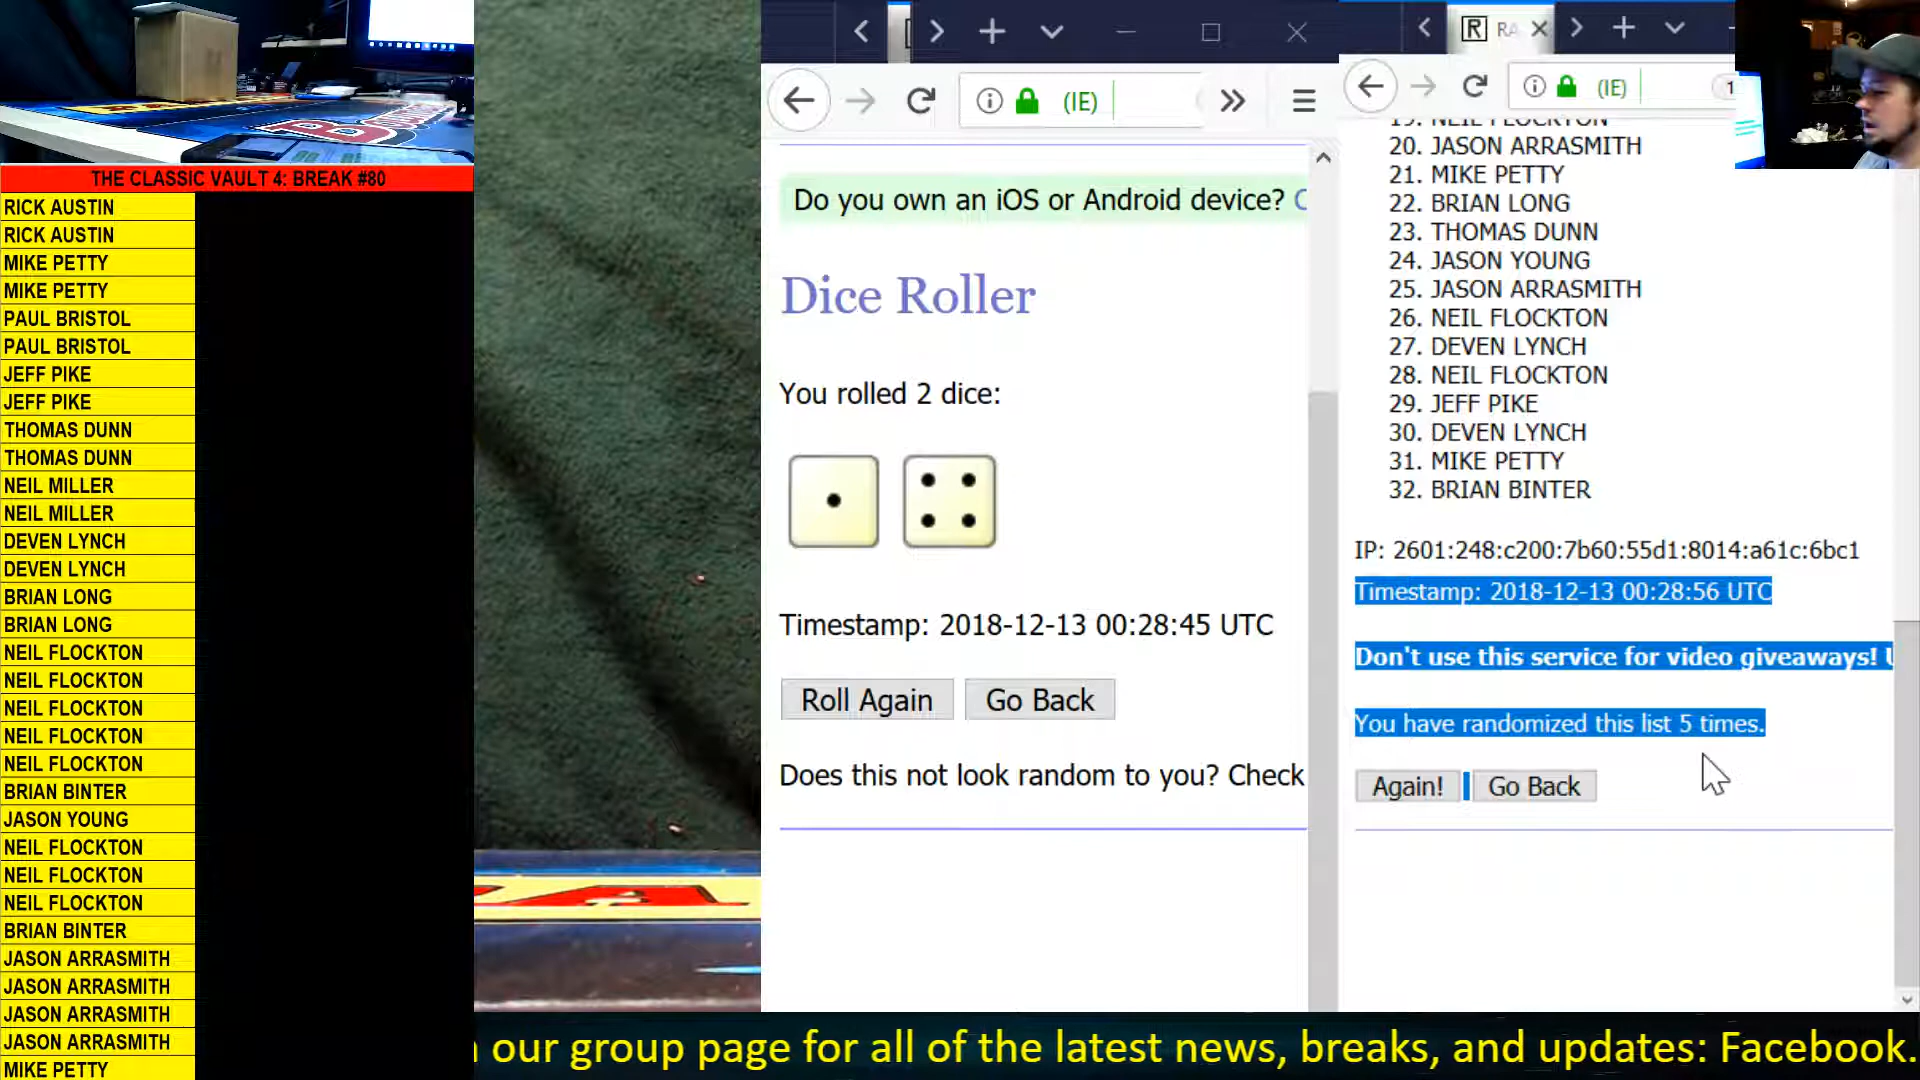 THE CLASSIC VAULT 4: BREAK #80
RICK AUSTIN
RICK AUSTIN
MIKE PETTY
MIKE PETTY
PAUL BRISTOL
PAUL BRISTOL
JEFF PIKE
JEFF PIKE
THOMAS DUNN
THOMAS DUNN
NEIL MILLER
NEIL MILLER
DEVEN LYNCH
DEVEN LYNCH
BRIAN LONG
BRIAN LONG
NEIL FLOCKTON
NEIL FLOCKTON
NEIL FLOCKTON
NEIL FLOCKTON
NEIL FLOCKTON
BRIAN BINTER
JASON YOUNG
NEIL FLOCKTON
NEIL FLOCKTON
NEIL FLOCKTON
BRIAN BINTER
JASON ARRASMITH
JASON ARRASMITH
JASON ARRASMITH
JASON ARRASMITH
MIKE PETTY
(IE)
Do you own an iOS or Android device?
Dice Roller
You rolled 2 dice:
Timestamp: 2018-12-13 00:28:45 UTC
Roll Again Go Back
Does this not look random to you? Check
RA
(IE)
19. NEIL FLOCKTON
20. JASON ARRASMITH
21. MIKE PETTY
22. BRIAN LONG
23. THOMAS DUNN
24. JASON YOUNG
25. JASON ARRASMITH
26. NEIL FLOCKTON
27. DEVEN LYNCH
28. NEIL FLOCKTON
29. JEFF PIKE
30. DEVEN LYNCH
31. MIKE PETTY
32. BRIAN BINTER
IP: 2601:248:c200:7b60:55d1:8014:a61c:6bc1
Timestamp: 2018-12-13 00:28:56 UTC
Don't use this service for video giveaways!
You have randomized this list 5 times.
Again! Go Back
our group page for all of the latest news, breaks, and updates: Facebook.